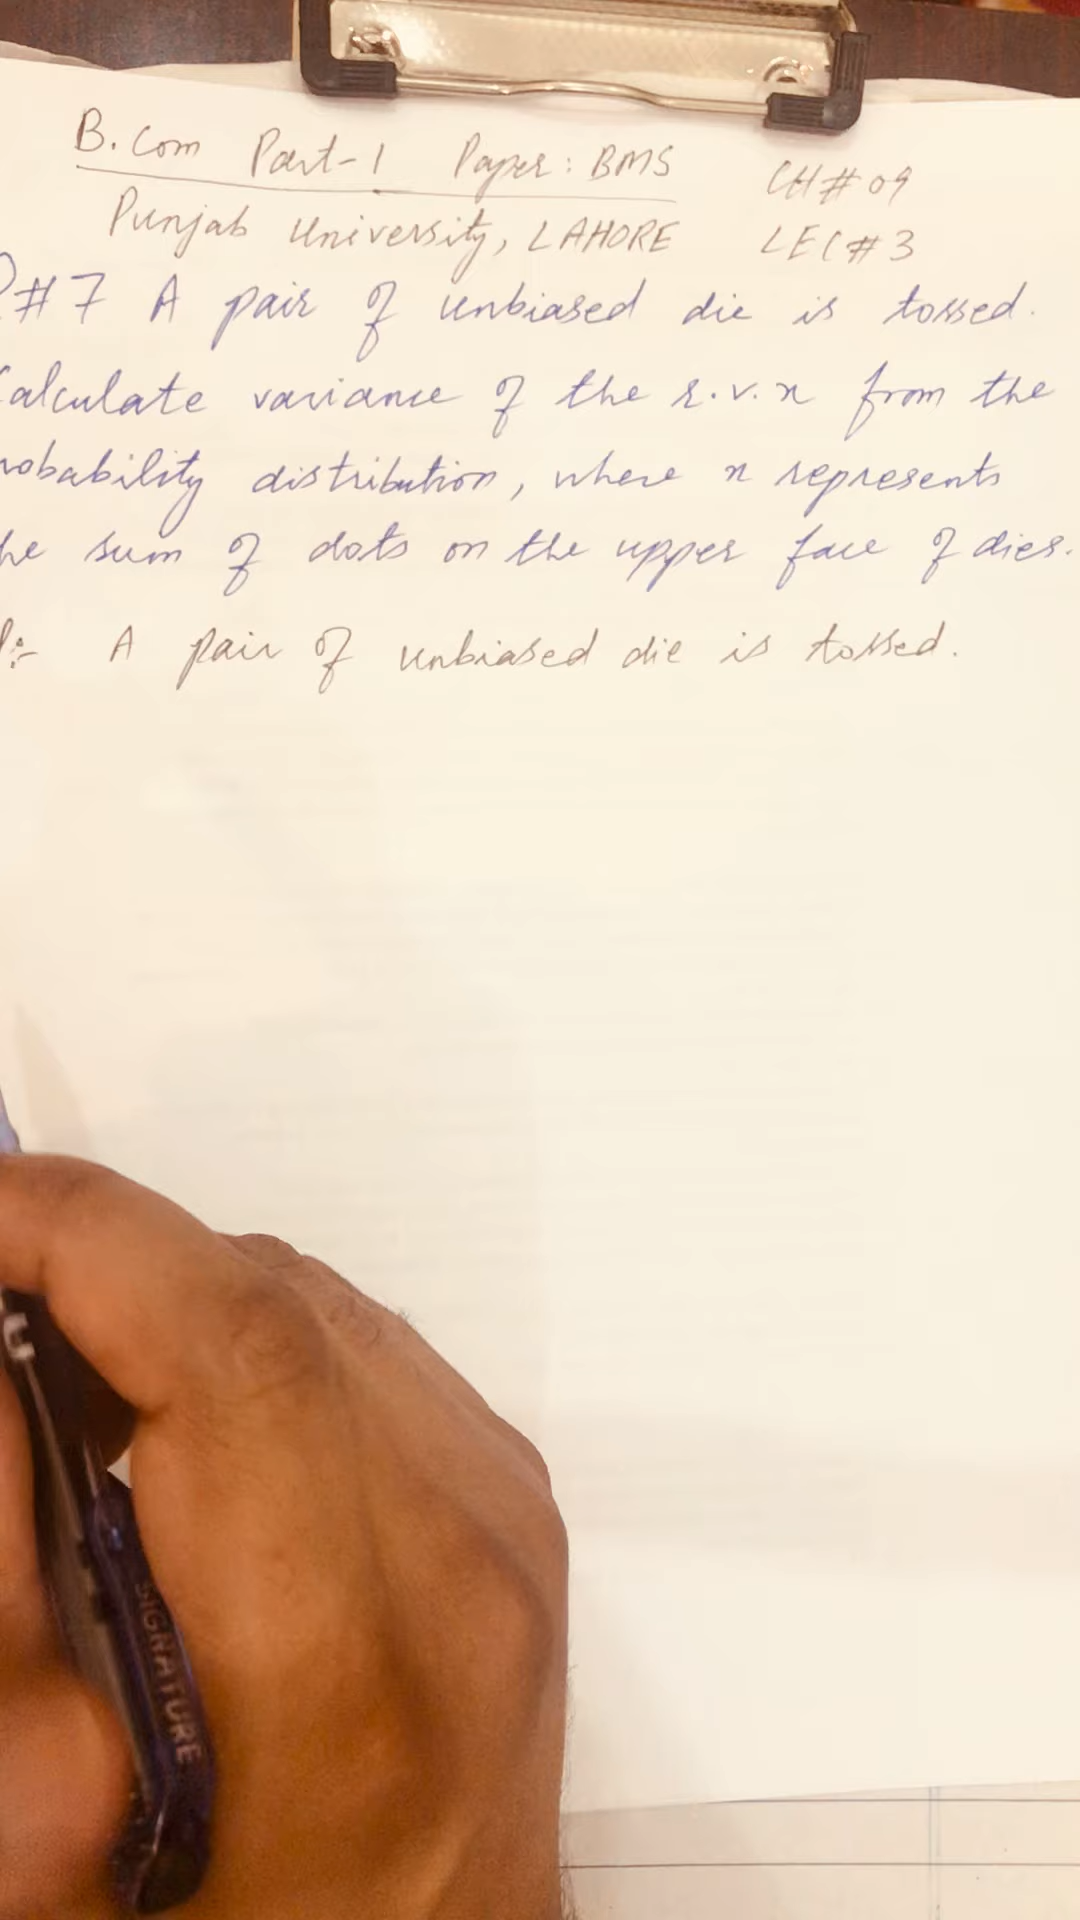 B.Com Part-1 Paper: BMS CH#09
Punjab University, LAHORE LEC#3
#7 A pair of unbiased die is tossed.
Calculate variance of the r.v. x from the
robability distribution, where x represents
he sum of dots on the upper face of dies.
A pair of unbiased die is tossed.
SIGNATURE